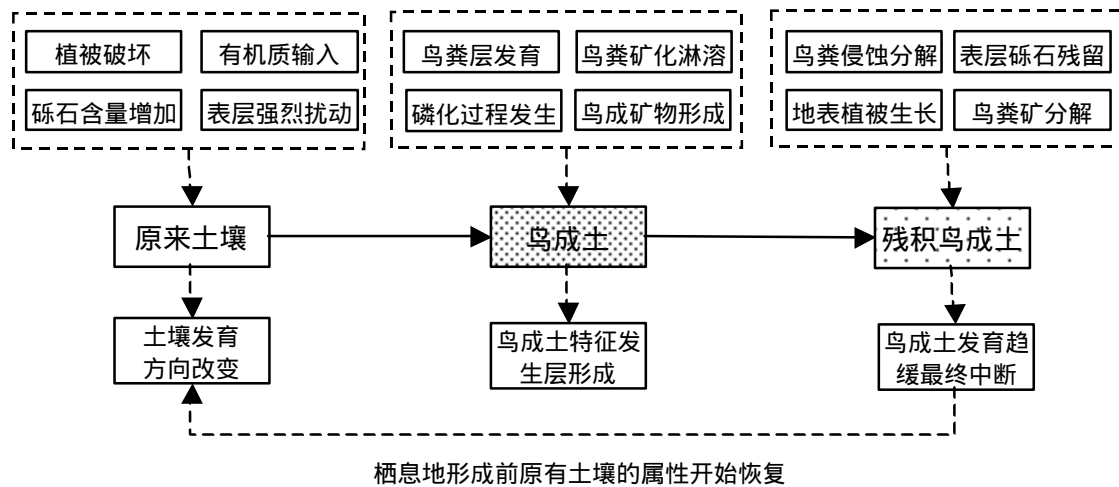 植被破坏
有机质输入
砾石含量增加
表层强烈扰动
鸟粪层发育
鸟粪矿化淋溶
磷化过程发生
鸟成矿物形成
鸟粪侵蚀分解
表层砾石残留
地表植被生长
鸟粪矿分解
原来土壤
鸟成土
残积鸟成土
土壤发育
方向改变
鸟成土特征发
生层形成
鸟成土发育趋
缓最终中断
栖息地形成前原有土壤的属性开始恢复